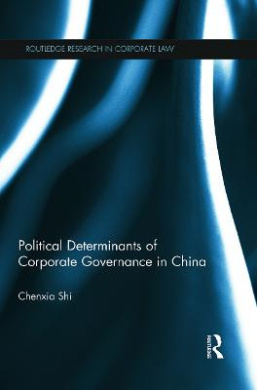 ROUTLEDGE RESEARCH IN CORPORATE LAW
Political Determinants of
Corporate Governance in China
Chenxia Shi
ROUTLEDGE